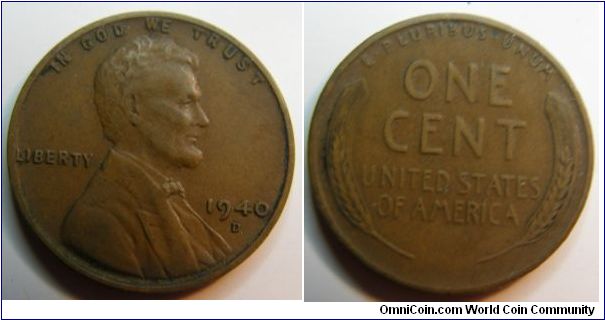 IN GOD WE TRUST
LIBERTY
1940
D
E·PLURIBUS·UNUM
ONE
CENT
UNITED STATES
OF AMERICA
OmniCoin.com World Coin Community